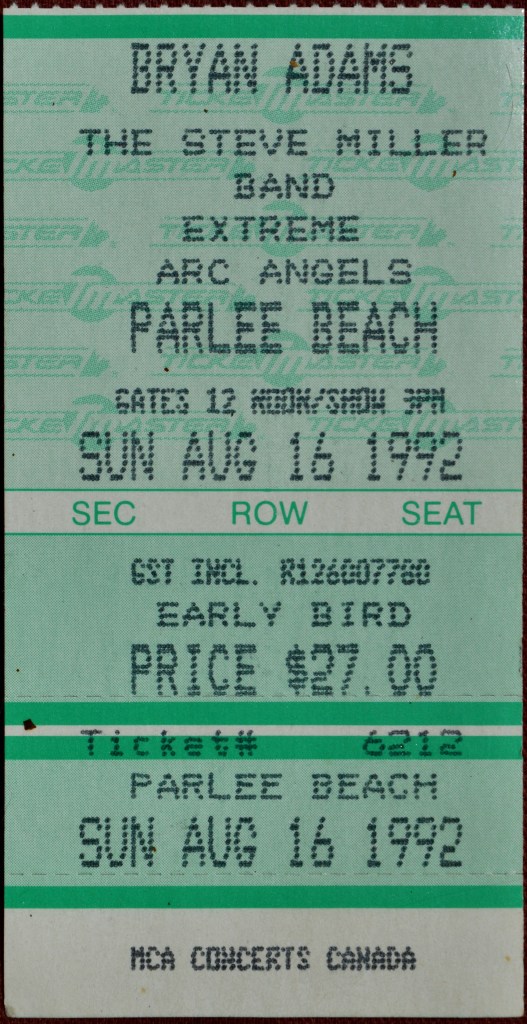 BRYAN ADAMS
THE STEVE MILLER
BAND
EXTREME
ARC ANGELS
PARLEE BEACH
GATES 12 NOON/SHOW 3PM
SUN AUG 16 1992
SEC ROW SEAT
GST INCL. R126007780
EARLY BIRD
PRICE $27.00
Ticket# 6212
PARLEE BEACH
SUN AUG 16 1992
MCA CONCERTS CANADA
TICKETMASTER